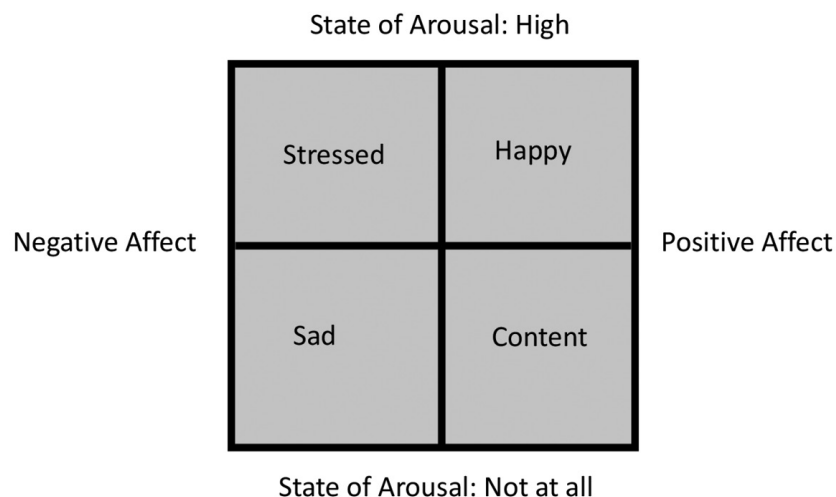 State of Arousal: High
Stressed
Happy
Negative Affect
Positive Affect
Sad
Content
State of Arousal: Not at all